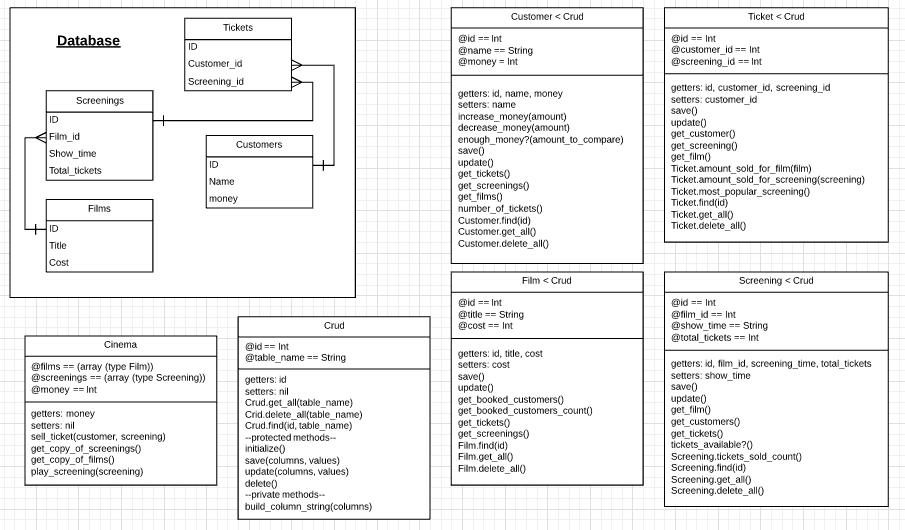 Database
Tickets
ID
Customer_id
Screening_id
Screenings
ID
Film_id
Show_time
Total_tickets
Customers
ID
Name
money
Films
ID
Title
Cost
Customer < Crud
@id == Int
@name == String
@money = Int
getters: id, name, money
setters: name
increase_money(amount)
decrease_money(amount)
enough_money?(amount_to_compare)
save()
update()
get_tickets()
get_screenings()
get_films()
number_of_tickets()
Customer.find(id)
Customer.get_all()
Customer.delete_all()
Ticket < Crud
@id == Int
@customer_id == Int
@screening_id == Int
getters: id, customer_id, screening_id
setters: customer_id
save()
update()
get_customer()
get_screening()
get_film()
Ticket.amount_sold_for_film(film)
Ticket.amount_sold_for_screening(screening)
Ticket.most_popular_screening()
Ticket.find(id)
Ticket.get_all()
Ticket.delete_all()
Cinema
@films == (array (type Film))
@screenings == (array (type Screening))
@money == Int
getters: money
setters: nil
sell_ticket(customer, screening)
get_copy_of_screenings()
get_copy_of_films()
play_screening(screening)
Crud
@id == Int
@table_name == String
getters: id
setters: nil
Crud.get_all(table_name)
Crid.delete_all(table_name)
Crud.find(id, table_name)
--protected methods--
initialize()
save(columns, values)
update(columns, values)
delete()
--private methods--
build_column_string(columns)
Film < Crud
@id == Int
@title == String
@cost == Int
getters: id, title, cost
setters: cost
save()
update()
get_booked_customers()
get_booked_customers_count()
get_tickets()
get_screenings()
Film.find(id)
Film.get_all()
Film.delete_all()
Screening < Crud
@id == Int
@film_id == Int
@show_time == String
@total_tickets == Int
getters: id, film_id, screening_time, total_tickets
setters: show_time
save()
update()
get_film()
get_customers()
get_tickets()
tickets_available?()
Screening.tickets_sold_count()
Screening.find(id)
Screening.get_all()
Screening.delete_all()